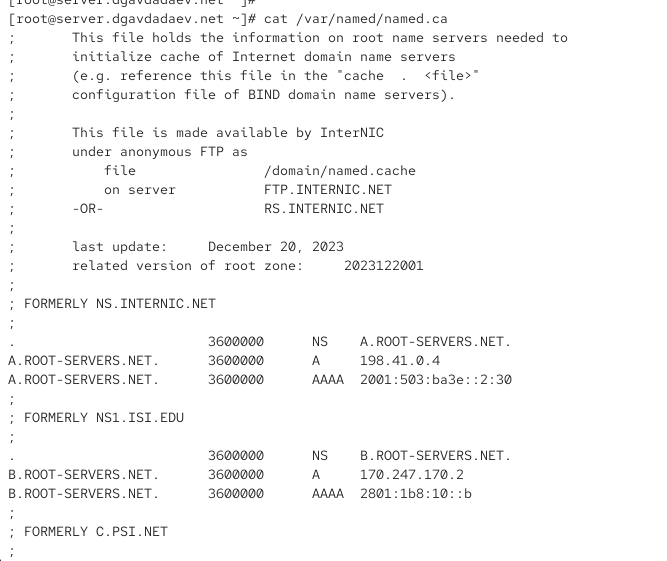 [root@server.dgavdadaev.net ~]#
[root@server.dgavdadaev.net ~]# cat /var/named/named.ca
;       This file holds the information on root name servers needed to
;       initialize cache of Internet domain name servers
;       (e.g. reference this file in the "cache  .  <file>"
;       configuration file of BIND domain name servers).
;
;       This file is made available by InterNIC
;       under anonymous FTP as
;           file                /domain/named.cache
;           on server           FTP.INTERNIC.NET
;       -OR-                    RS.INTERNIC.NET
;
;       last update:     December 20, 2023
;       related version of root zone:     2023122001
;
; FORMERLY NS.INTERNIC.NET
;
.                        3600000      NS    A.ROOT-SERVERS.NET.
A.ROOT-SERVERS.NET.      3600000      A     198.41.0.4
A.ROOT-SERVERS.NET.      3600000      AAAA  2001:503:ba3e::2:30
;
; FORMERLY NS1.ISI.EDU
;
.                        3600000      NS    B.ROOT-SERVERS.NET.
B.ROOT-SERVERS.NET.      3600000      A     170.247.170.2
B.ROOT-SERVERS.NET.      3600000      AAAA  2801:1b8:10::b
;
; FORMERLY C.PSI.NET
;